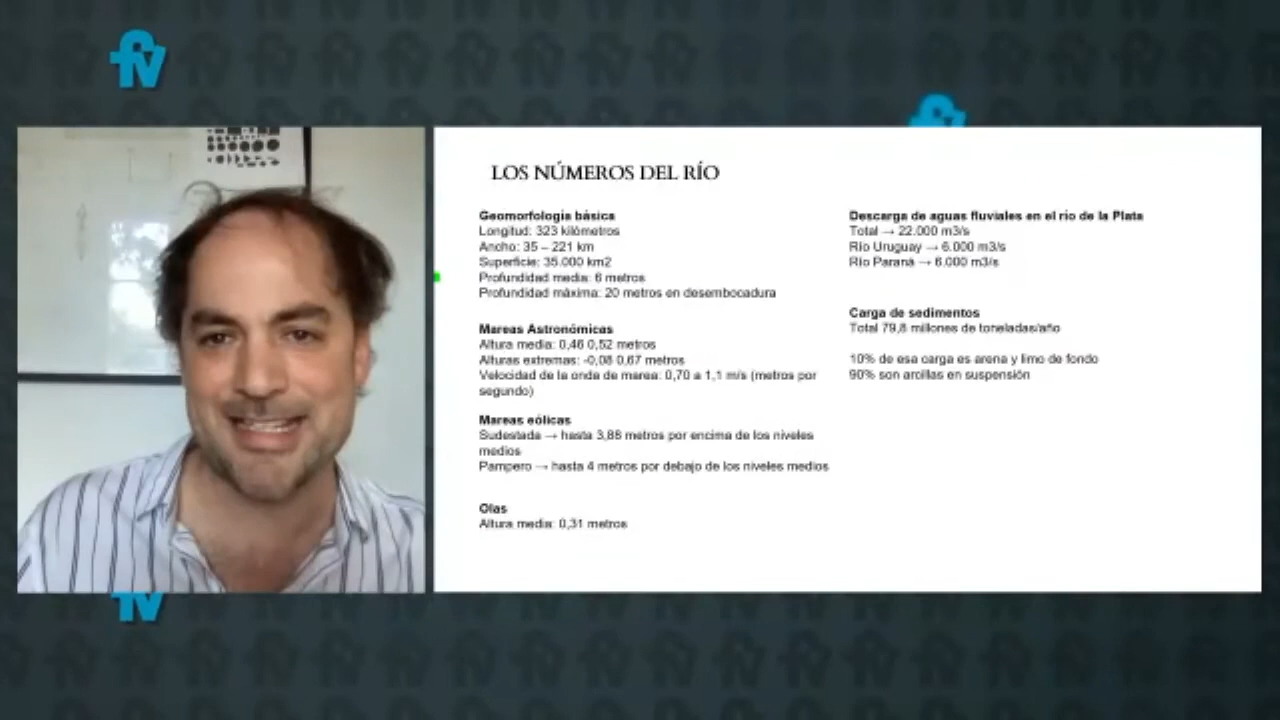 fv
LOS NÚMEROS DEL RÍO
Geomorfología básica
Longitud: 323 kilómetros
Ancho: 35 – 221 km
Superficie: 35.000 km2
Profundidad media: 6 metros
Profundidad máxima: 20 metros en desembocadura
Mareas Astronómicas
Altura media: 0,46 0,52 metros
Alturas extremas: -0,08 0,67 metros
Velocidad de la onda de marea: 0,70 a 1,1 m/s (metros por
segundo)
Mareas eólicas
Sudestada → hasta 3,88 metros por encima de los niveles
medios
Pampero → hasta 4 metros por debajo de los niveles medios
Olas
Altura media: 0,31 metros
Descarga de aguas fluviales en el río de la Plata
Total → 22.000 m3/s
Río Uruguay → 6.000 m3/s
Río Paraná → 6.000 m3/s
Carga de sedimentos
Total 79,8 millones de toneladas/año
10% de esa carga es arena y limo de fondo
90% son arcillas en suspensión
fv